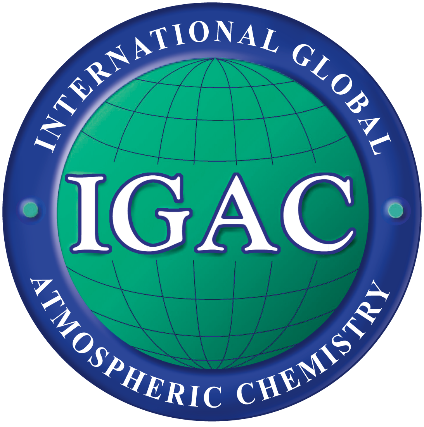 INTERNATIONAL GLOBAL
IGAC
ATMOSPHERIC CHEMISTRY